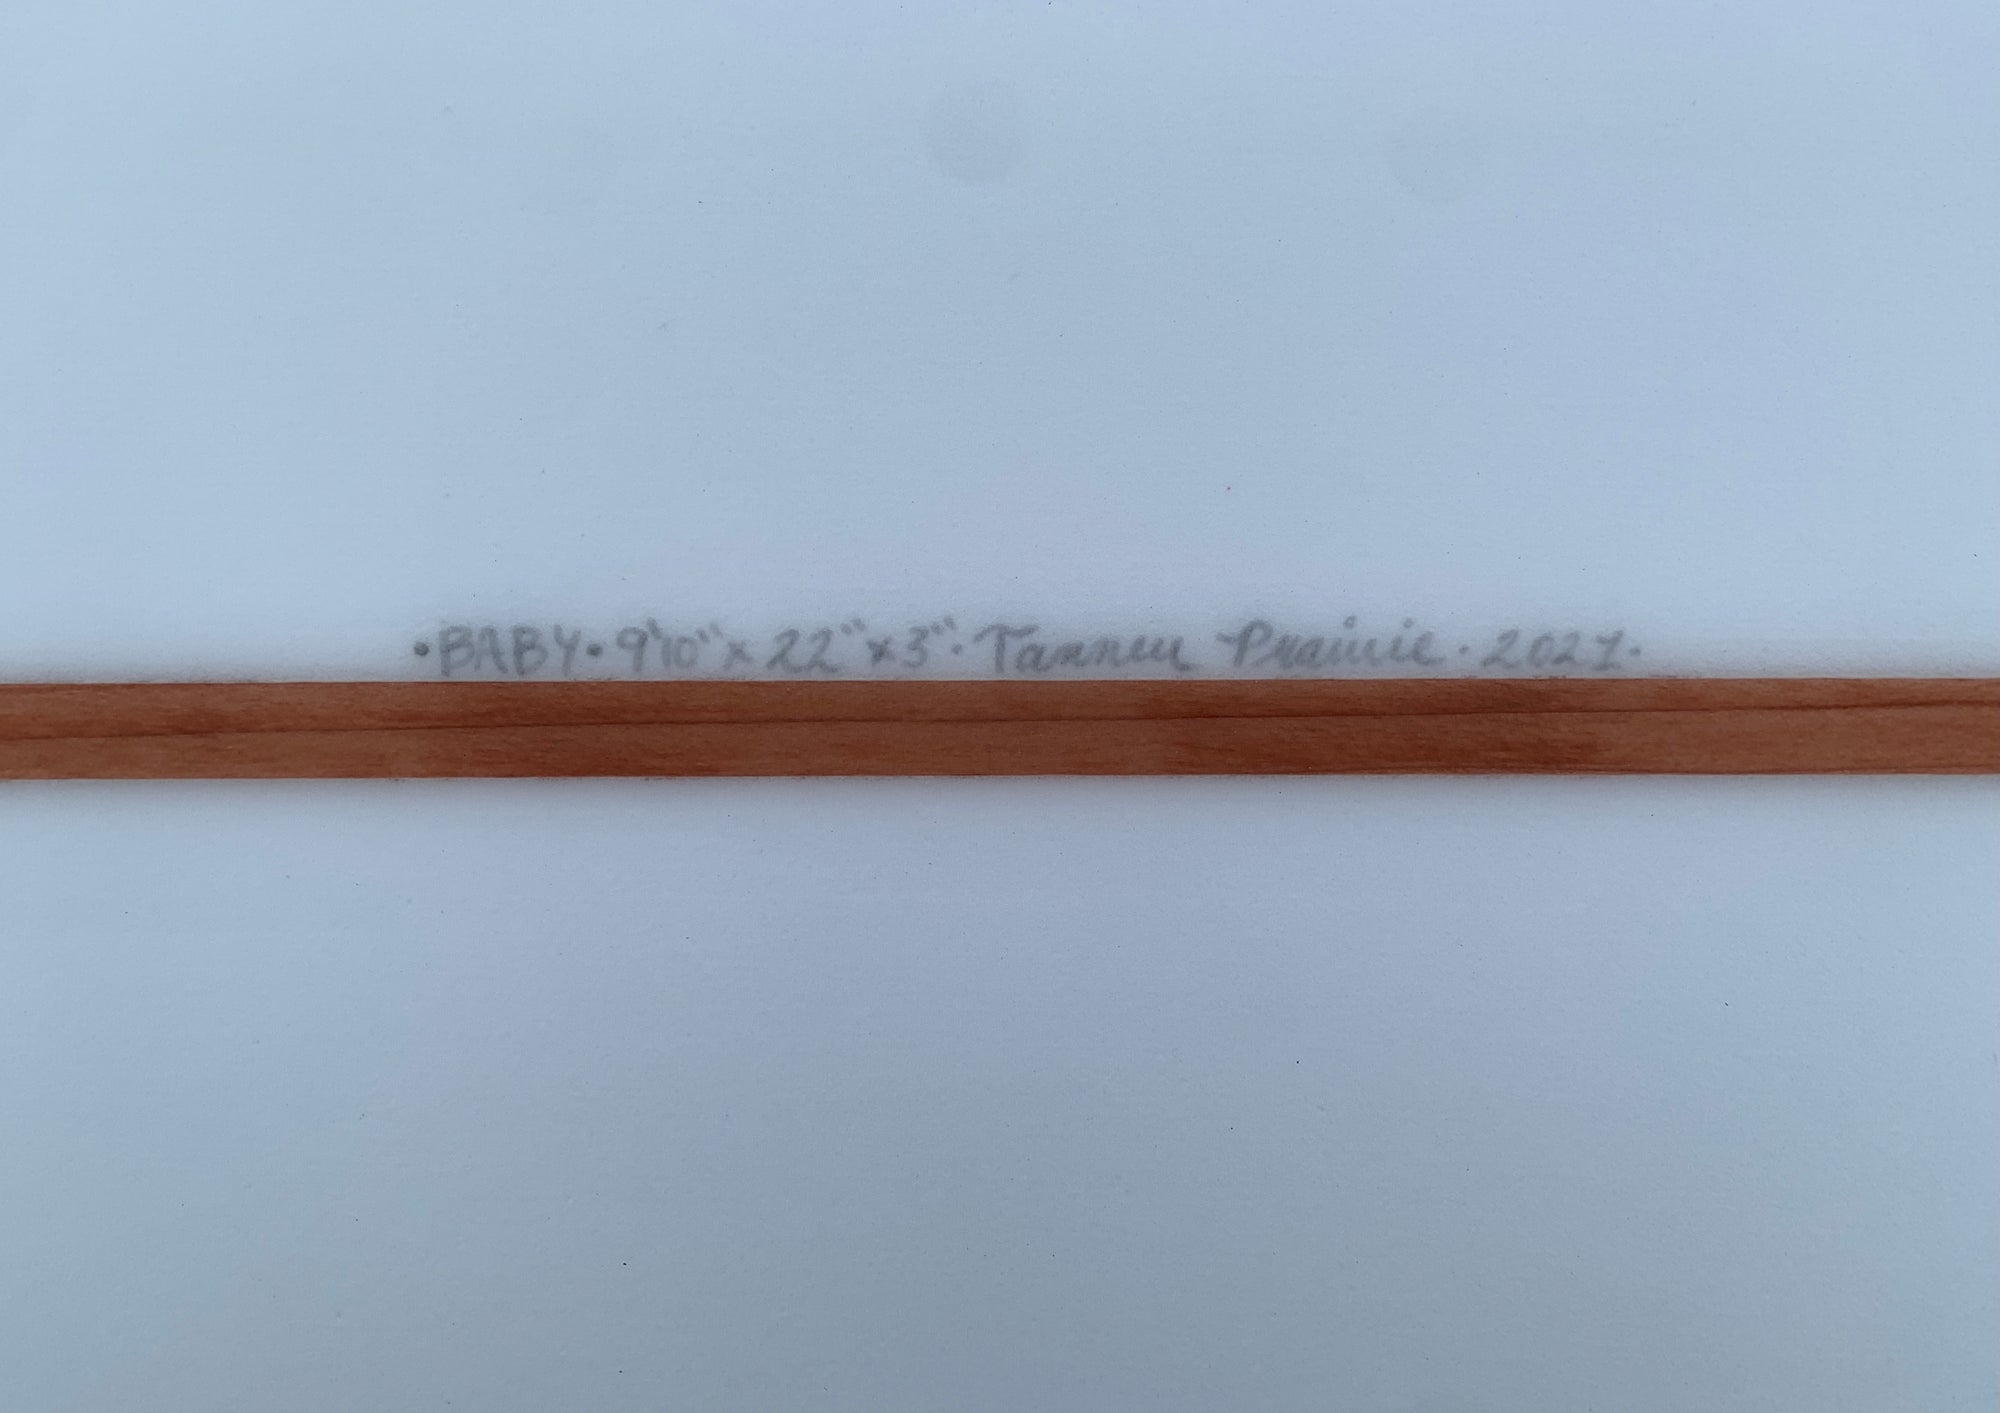 •BABY• 9'10" x 22" x 3" · Tanner Prairie · 2021·